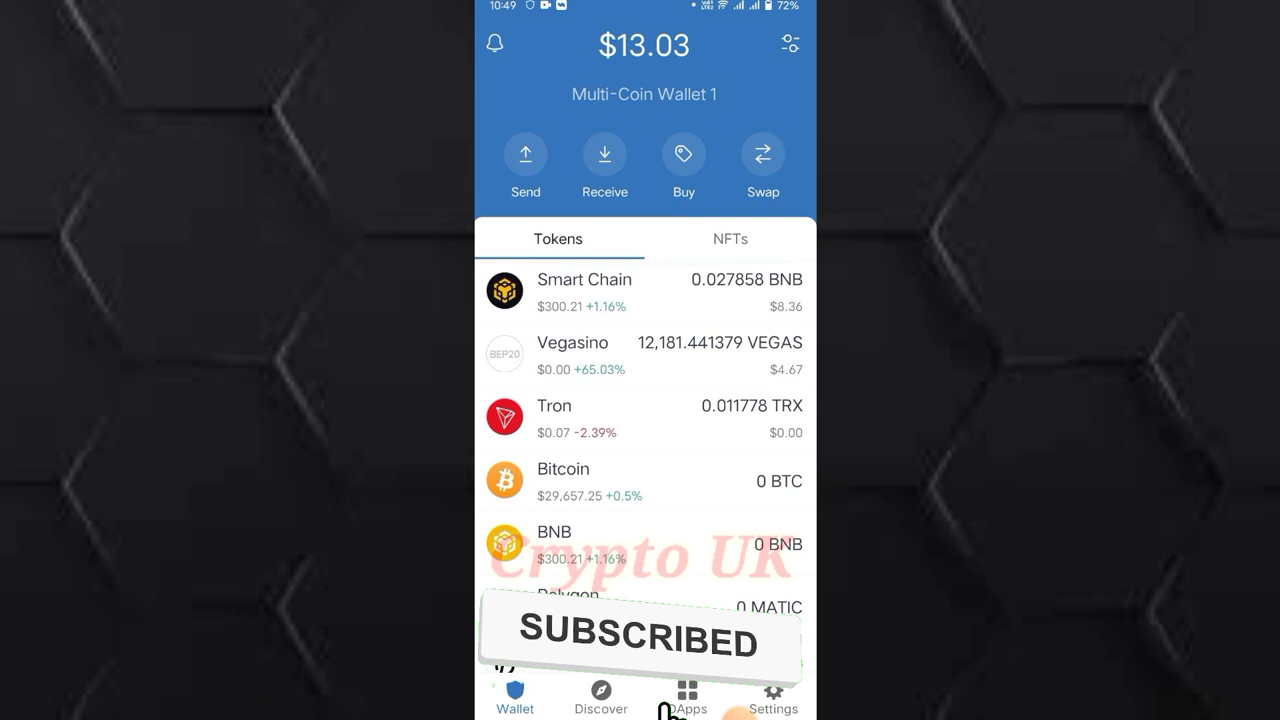 10:49 72%
$13.03
Multi-Coin Wallet 1
Send Receive Buy Swap
Tokens NFTs
Smart Chain 0.027858 BNB
$300.21 +1.16% $8.36
BEP20
Vegasino 12,181.441379 VEGAS
$0.00 +65.03% $4.67
Tron 0.011778 TRX
$0.07 -2.39% $0.00
Bitcoin 0 BTC
$29,657.25 +0.5%
BNB 0 BNB
$300.21 +1.16%
Crypto UK
Polygon 0 MATIC
SUBSCRIBED
Wallet Discover DApps Settings